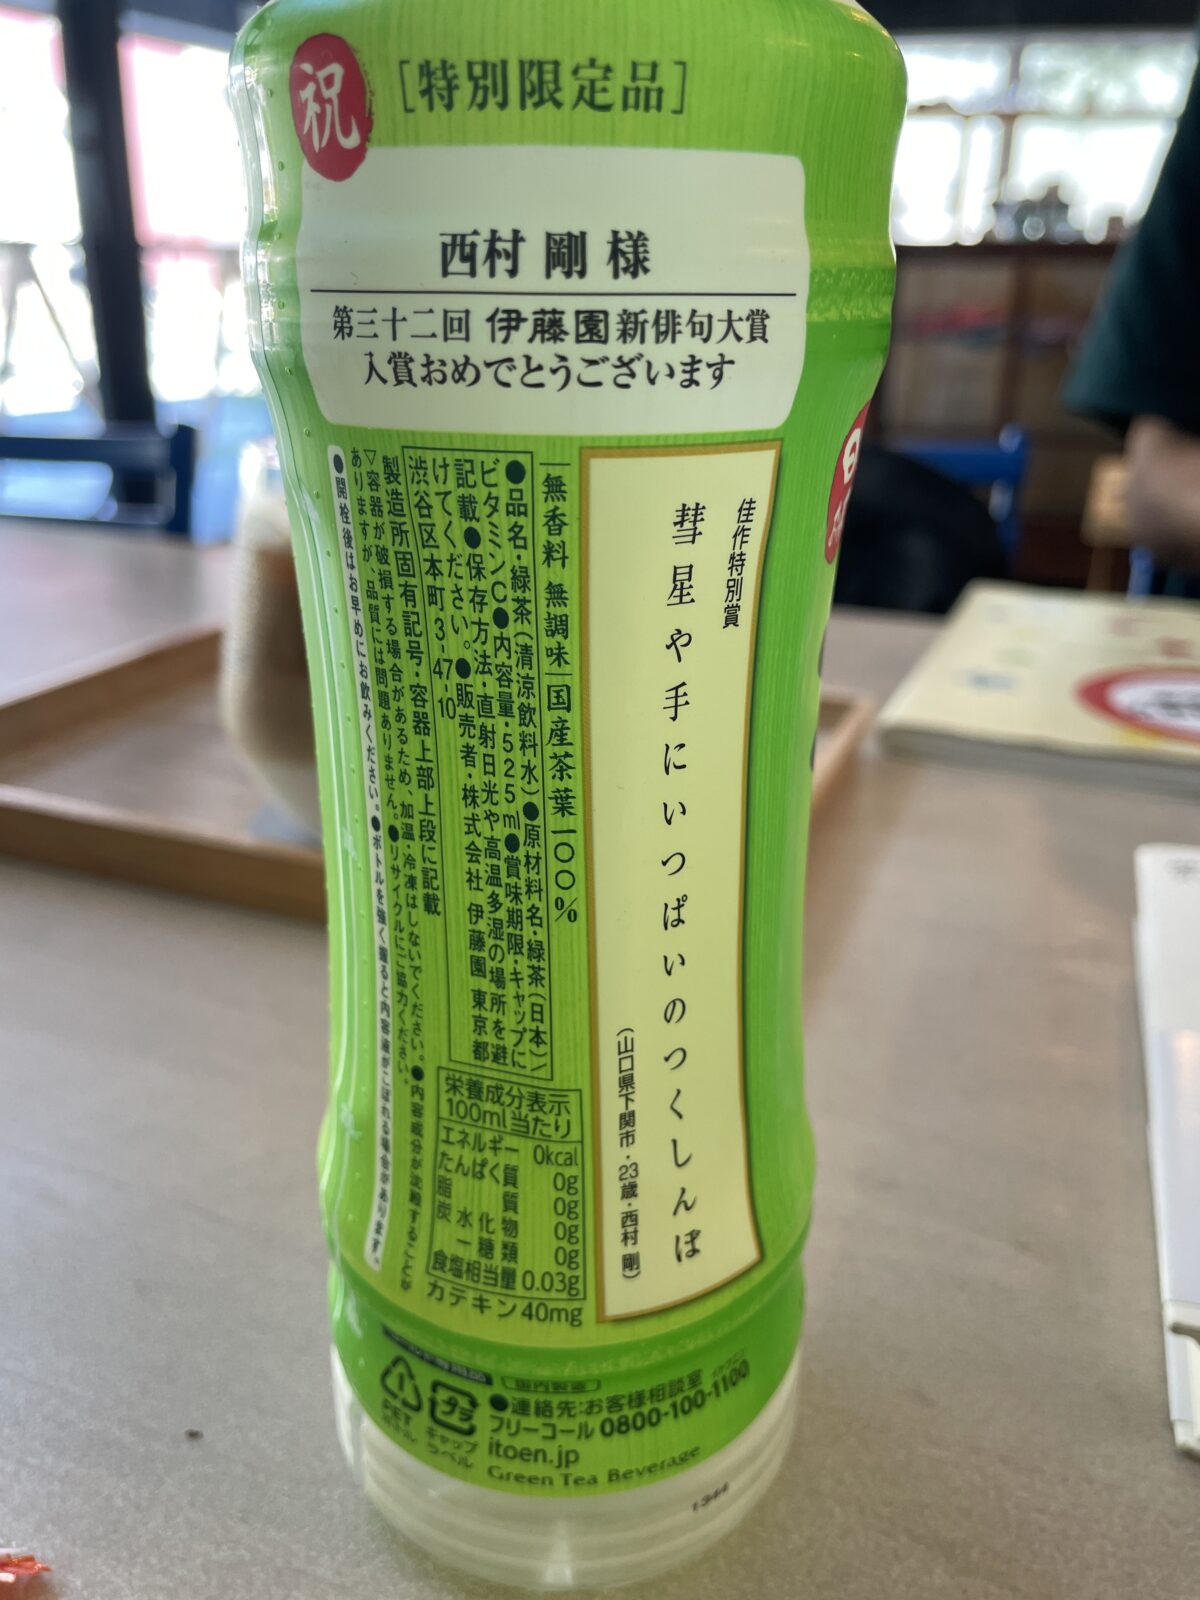 祝
[特別限定品]
西村 剛 様
第三十二回 伊藤園新俳句大賞
入賞おめでとうございます
佳作特別賞
彗星や手にいっぱいのつくしんぼ
(山口県下関市・23歳・西村 剛)
無香料 無調味 国産茶葉一〇〇%
●品名・緑茶(清涼飲料水)●原材料名・緑茶(日本)/
ビタミンC●内容量・525ml●賞味期限・キャップに
記載●保存方法・直射日光や高温多湿の場所を避
けてください。●販売者・株式会社 伊藤園 東京都
渋谷区本町3-47-10
製造所固有記号・容器上部上段に記載
▽容器が破損する場合があるため、加温・冷凍はしないでください。●内容成分が沈殿することが
ありますが、品質には問題ありません。●リサイクルにご協力ください。
●開栓後はお早めにお飲みください。●ボトルを強く握ると内容液がこぼれる場合があります。
栄養成分表示
100ml当たり
エネルギー 0kcal
たんぱく質 0g
脂質 0g
炭水化物 0g
－糖類 0g
食塩相当量 0.03g
カテキン 40mg
国内製造
PET
ボトル
プラ
キャップ
ラベル
●連絡先:お客様相談室
フリーコール 0800-100-1100
itoen.jp
Green Tea Beverage
1344